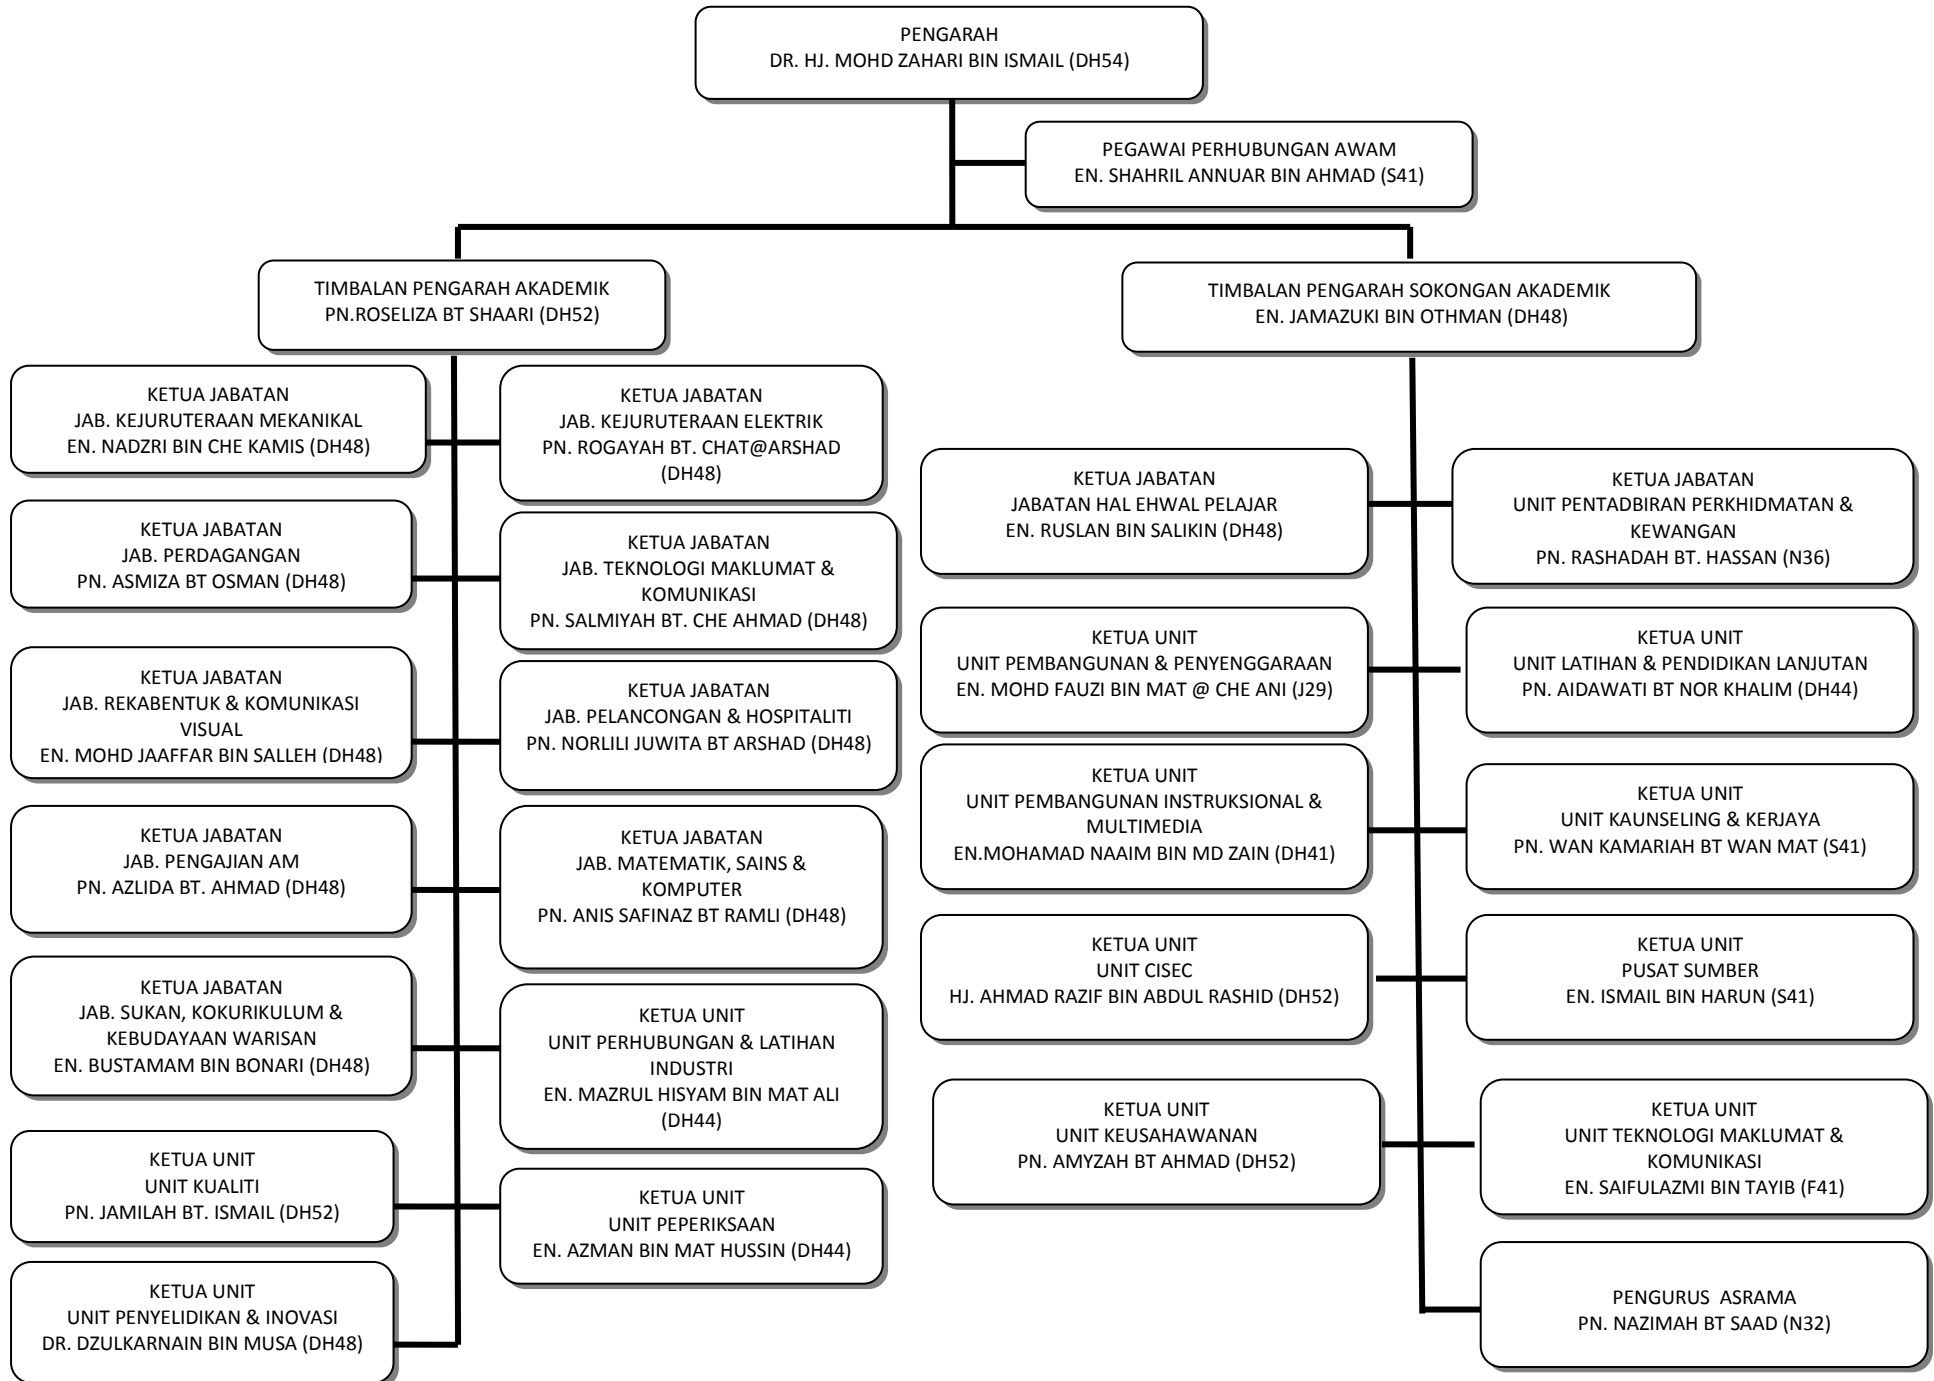 PENGARAH
DR. HJ. MOHD ZAHARI BIN ISMAIL (DH54)
PEGAWAI PERHUBUNGAN AWAM
EN. SHAHRIL ANNUAR BIN AHMAD (S41)
TIMBALAN PENGARAH AKADEMIK
PN.ROSELIZA BT SHAARI (DH52)
TIMBALAN PENGARAH SOKONGAN AKADEMIK
EN. JAMAZUKI BIN OTHMAN (DH48)
KETUA JABATAN
JAB. KEJURUTERAAN MEKANIKAL
EN. NADZRI BIN CHE KAMIS (DH48)
KETUA JABATAN
JAB. KEJURUTERAAN ELEKTRIK
PN. ROGAYAH BT. CHAT@ARSHAD
(DH48)
KETUA JABATAN
JAB. PERDAGANGAN
PN. ASMIZA BT OSMAN (DH48)
KETUA JABATAN
JAB. TEKNOLOGI MAKLUMAT &
KOMUNIKASI
PN. SALMIYAH BT. CHE AHMAD (DH48)
KETUA JABATAN
JAB. REKABENTUK & KOMUNIKASI
VISUAL
EN. MOHD JAAFFAR BIN SALLEH (DH48)
KETUA JABATAN
JAB. PELANCONGAN & HOSPITALITI
PN. NORLILI JUWITA BT ARSHAD (DH48)
KETUA JABATAN
JAB. PENGAJIAN AM
PN. AZLIDA BT. AHMAD (DH48)
KETUA JABATAN
JAB. MATEMATIK, SAINS &
KOMPUTER
PN. ANIS SAFINAZ BT RAMLI (DH48)
KETUA JABATAN
JAB. SUKAN, KOKURIKULUM &
KEBUDAYAAN WARISAN
EN. BUSTAMAM BIN BONARI (DH48)
KETUA UNIT
UNIT PERHUBUNGAN & LATIHAN
INDUSTRI
EN. MAZRUL HISYAM BIN MAT ALI
(DH44)
KETUA UNIT
UNIT KUALITI
PN. JAMILAH BT. ISMAIL (DH52)
KETUA UNIT
UNIT PEPERIKSAAN
EN. AZMAN BIN MAT HUSSIN (DH44)
KETUA UNIT
UNIT PENYELIDIKAN & INOVASI
DR. DZULKARNAIN BIN MUSA (DH48)
KETUA JABATAN
JABATAN HAL EHWAL PELAJAR
EN. RUSLAN BIN SALIKIN (DH48)
KETUA JABATAN
UNIT PENTADBIRAN PERKHIDMATAN &
KEWANGAN
PN. RASHADAH BT. HASSAN (N36)
KETUA UNIT
UNIT PEMBANGUNAN & PENYENGGARAAN
EN. MOHD FAUZI BIN MAT @ CHE ANI (J29)
KETUA UNIT
UNIT LATIHAN & PENDIDIKAN LANJUTAN
PN. AIDAWATI BT NOR KHALIM (DH44)
KETUA UNIT
UNIT PEMBANGUNAN INSTRUKSIONAL &
MULTIMEDIA
EN.MOHAMAD NAAIM BIN MD ZAIN (DH41)
KETUA UNIT
UNIT KAUNSELING & KERJAYA
PN. WAN KAMARIAH BT WAN MAT (S41)
KETUA UNIT
UNIT CISEC
HJ. AHMAD RAZIF BIN ABDUL RASHID (DH52)
KETUA UNIT
PUSAT SUMBER
EN. ISMAIL BIN HARUN (S41)
KETUA UNIT
UNIT KEUSAHAWANAN
PN. AMYZAH BT AHMAD (DH52)
KETUA UNIT
UNIT TEKNOLOGI MAKLUMAT &
KOMUNIKASI
EN. SAIFULAZMI BIN TAYIB (F41)
PENGURUS  ASRAMA
PN. NAZIMAH BT SAAD (N32)